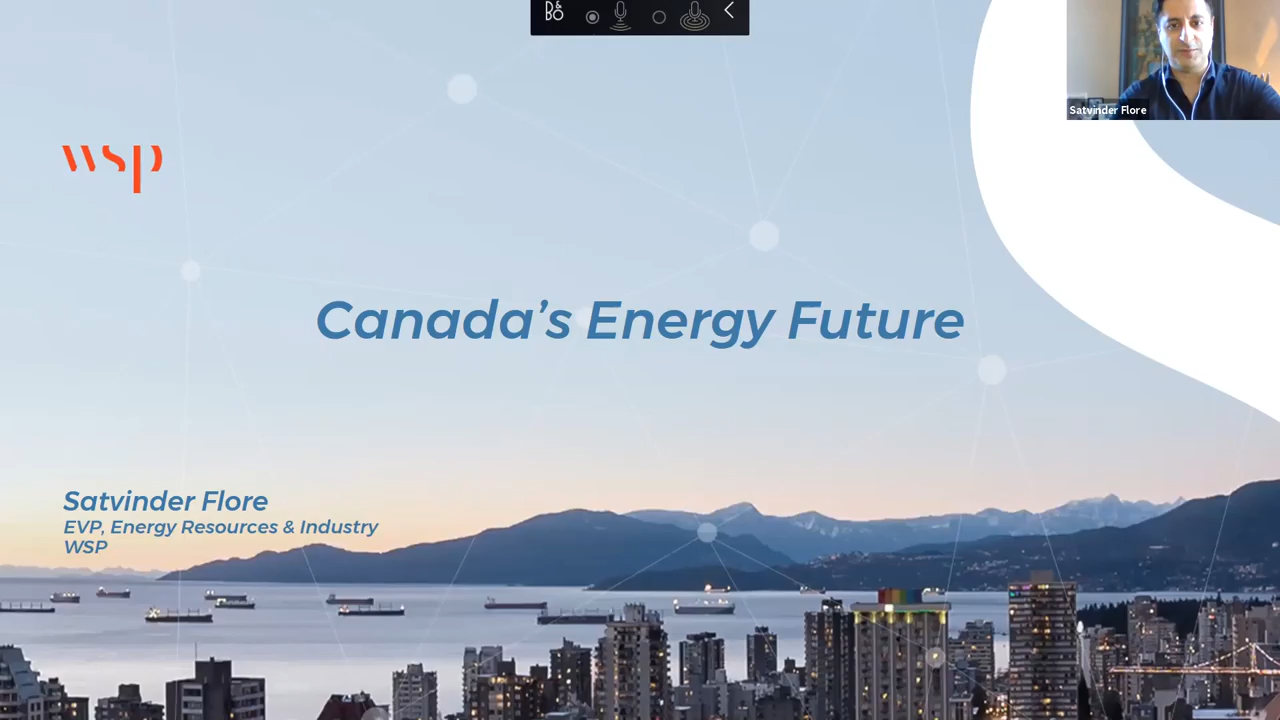 B&O
Satvinder Flore
wsp
Canada's Energy Future
Satvinder Flore
EVP, Energy Resources & Industry
WSP